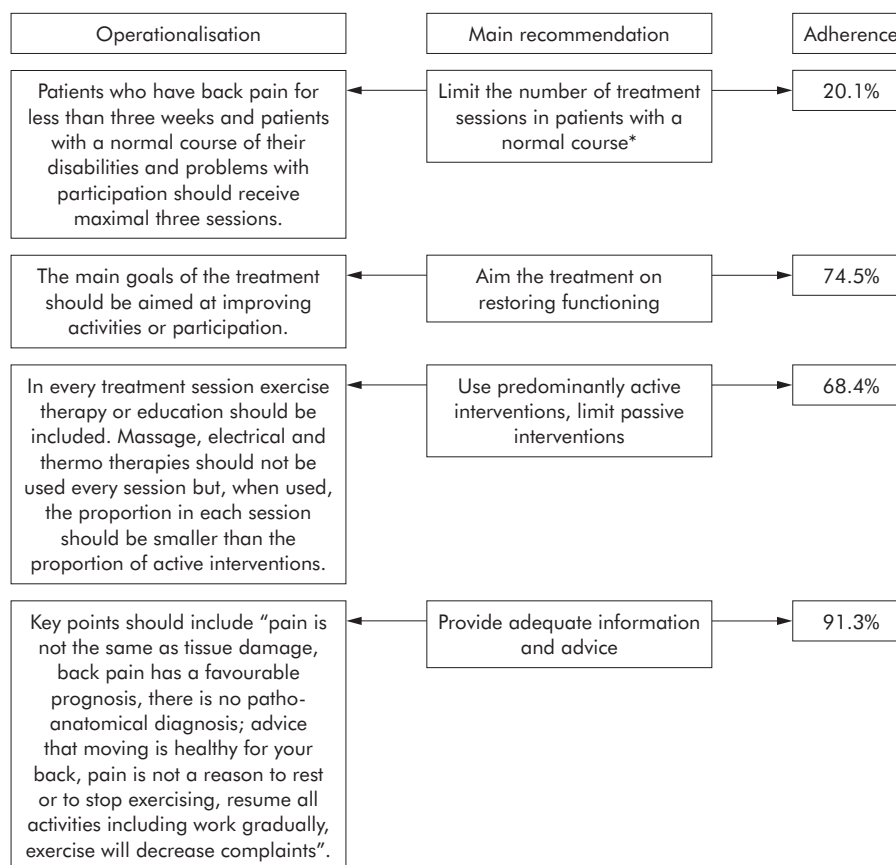 Operationalisation
Main recommendation
Adherence
Patients who have back pain for
less than three weeks and patients
with a normal course of their
disabilities and problems with
participation should receive
maximal three sessions.
Limit the number of treatment
sessions in patients with a
normal course*
20.1%
The main goals of the treatment
should be aimed at improving
activities or participation.
Aim the treatment on
restoring functioning
74.5%
In every treatment session exercise
therapy or education should be
included. Massage, electrical and
thermo therapies should not be
used every session but, when used,
the proportion in each session
should be smaller than the
proportion of active interventions.
Use predominantly active
interventions, limit passive
interventions
68.4%
Key points should include “pain is
not the same as tissue damage,
back pain has a favourable
prognosis, there is no patho-
anatomical diagnosis; advice
that moving is healthy for your
back, pain is not a reason to rest
or to stop exercising, resume all
activities including work gradually,
exercise will decrease complaints”.
Provide adequate information
and advice
91.3%